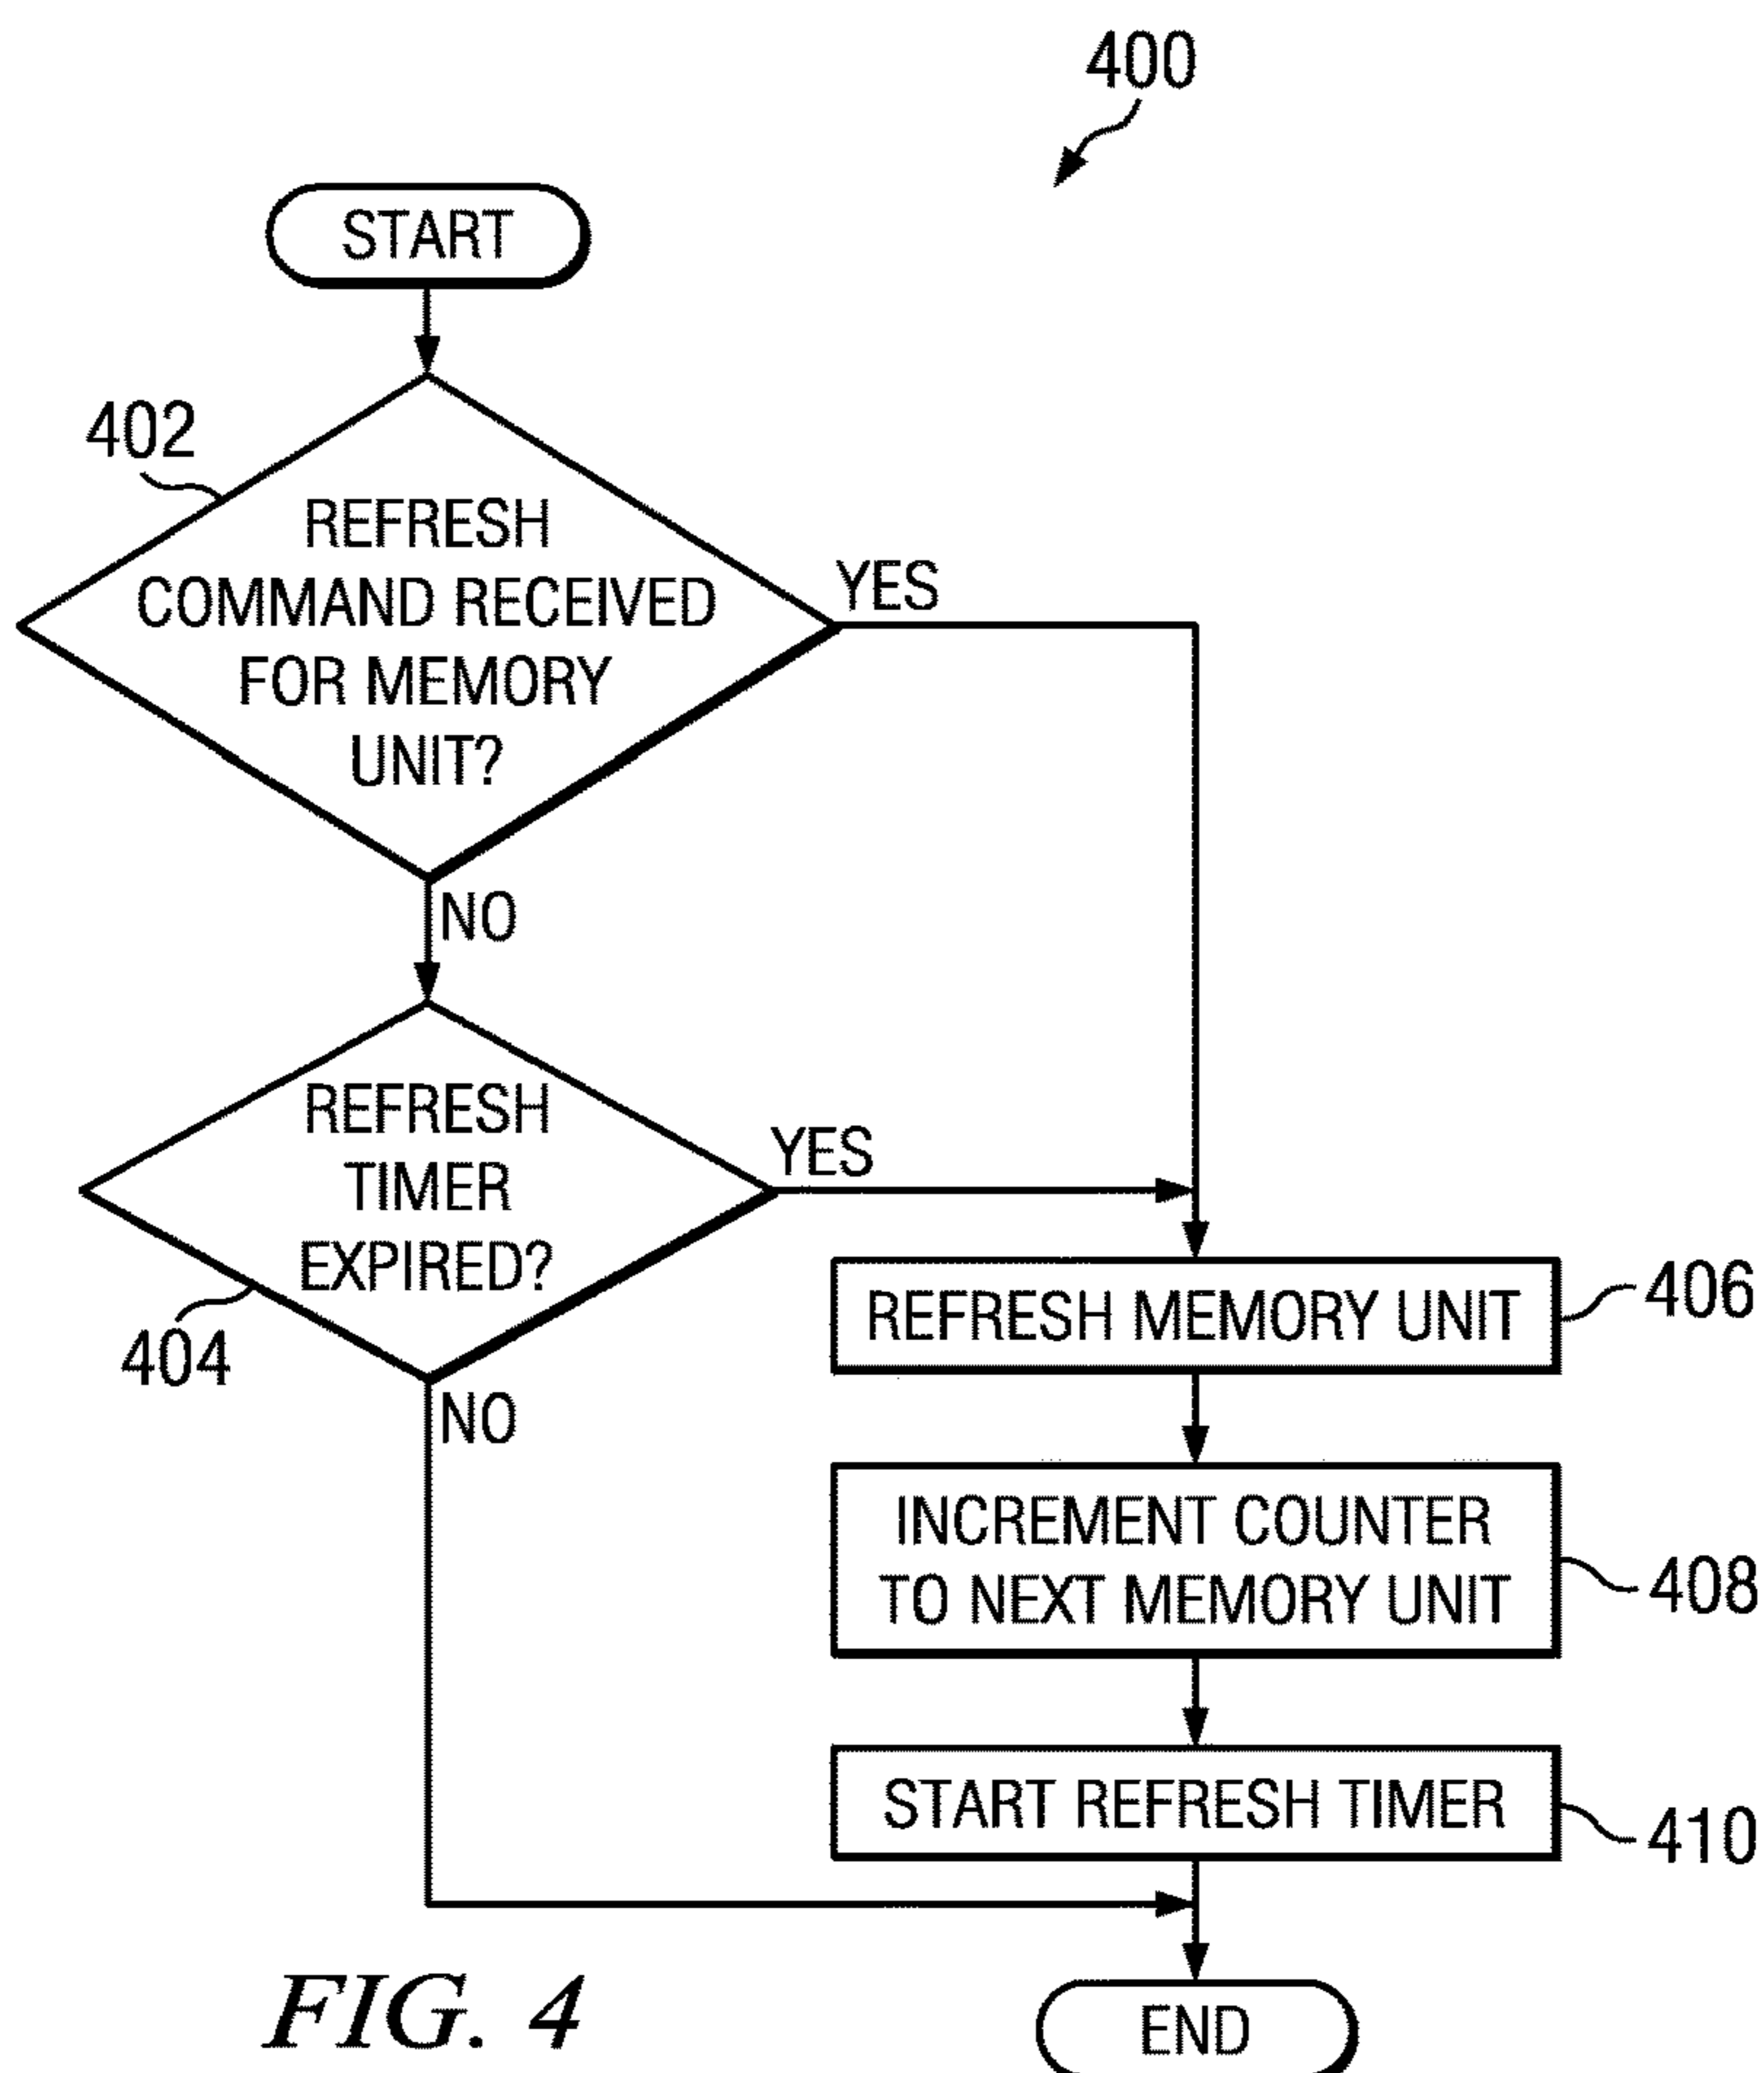 400
START
402
REFRESH
COMMAND RECEIVED
FOR MEMORY
UNIT?
YES
NO
REFRESH
TIMER
EXPIRED?
YES
404
NO
REFRESH MEMORY UNIT
406
INCREMENT COUNTER
TO NEXT MEMORY UNIT
408
START REFRESH TIMER
410
END
FIG. 4